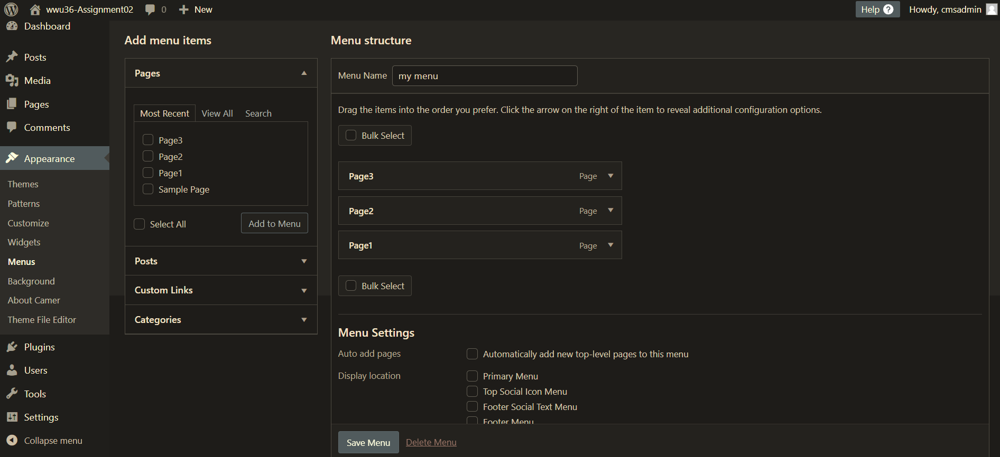 wwu36-Assignment02
0
New
Help
Howdy, cmsadmin
Dashboard
Posts
Media
Pages
Comments
Appearance
Themes
Patterns
Customize
Widgets
Menus
Background
About Camer
Theme File Editor
Plugins
Users
Tools
Settings
Collapse menu
Add menu items
Pages
Most Recent
View All
Search
Page3
Page2
Page1
Sample Page
Select All
Add to Menu
Posts
Custom Links
Categories
Menu structure
Menu Name
my menu
Drag the items into the order you prefer. Click the arrow on the right of the item to reveal additional configuration options.
Bulk Select
Page3 Page
Page2 Page
Page1 Page
Bulk Select
Menu Settings
Auto add pages
Automatically add new top-level pages to this menu
Display location
Primary Menu
Top Social Icon Menu
Footer Social Text Menu
Footer Menu
Save Menu
Delete Menu